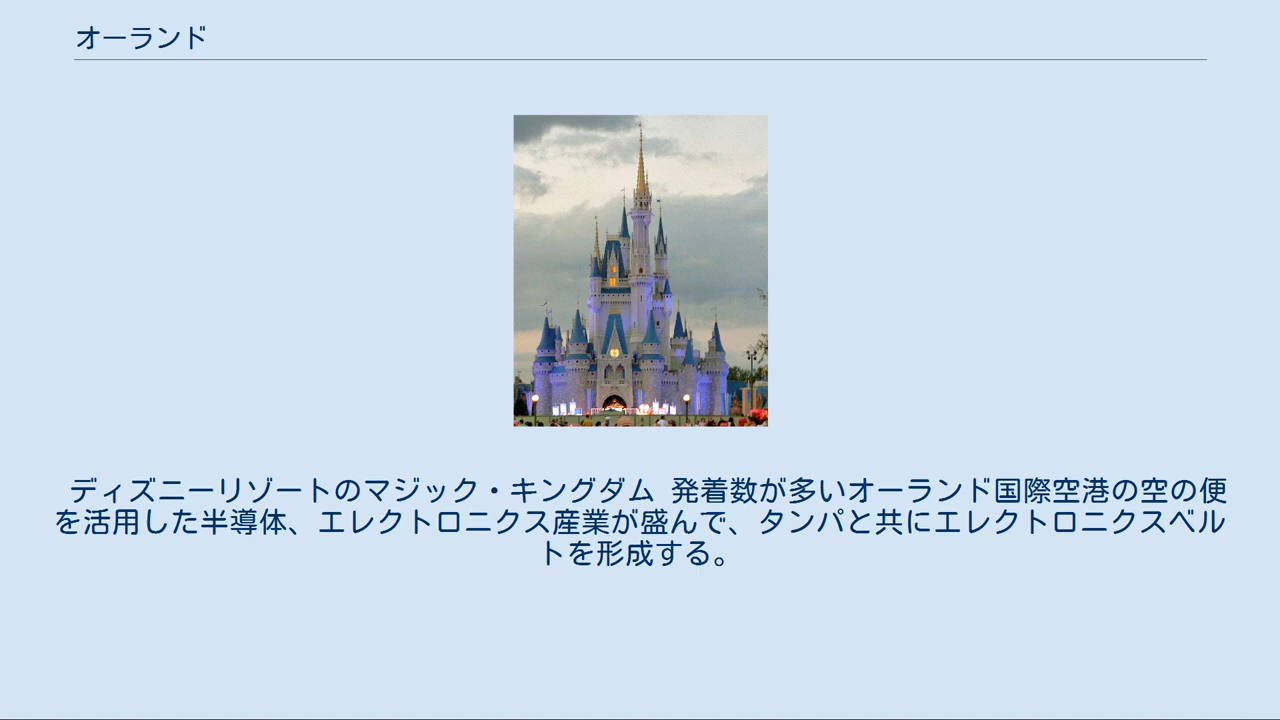 オーランド
ディズニーリゾートのマジック・キングダム 発着数が多いオーランド国際空港の空の便
を活用した半導体、エレクトロニクス産業が盛んで、タンパと共にエレクトロニクスベル
トを形成する。